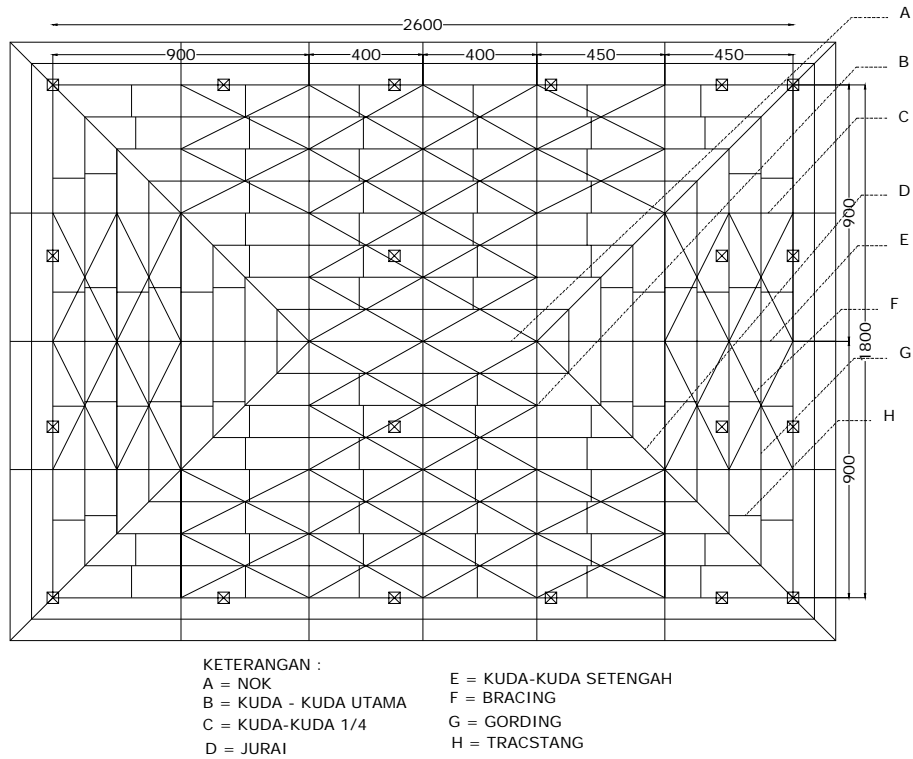 2600
900 400 400 450 450
A
B
C
D
E
F
G
H
900
1800
900
KETERANGAN :
A = NOK
B = KUDA - KUDA UTAMA
C = KUDA-KUDA 1/4
D = JURAI
E = KUDA-KUDA SETENGAH
F = BRACING
G = GORDING
H = TRACSTANG